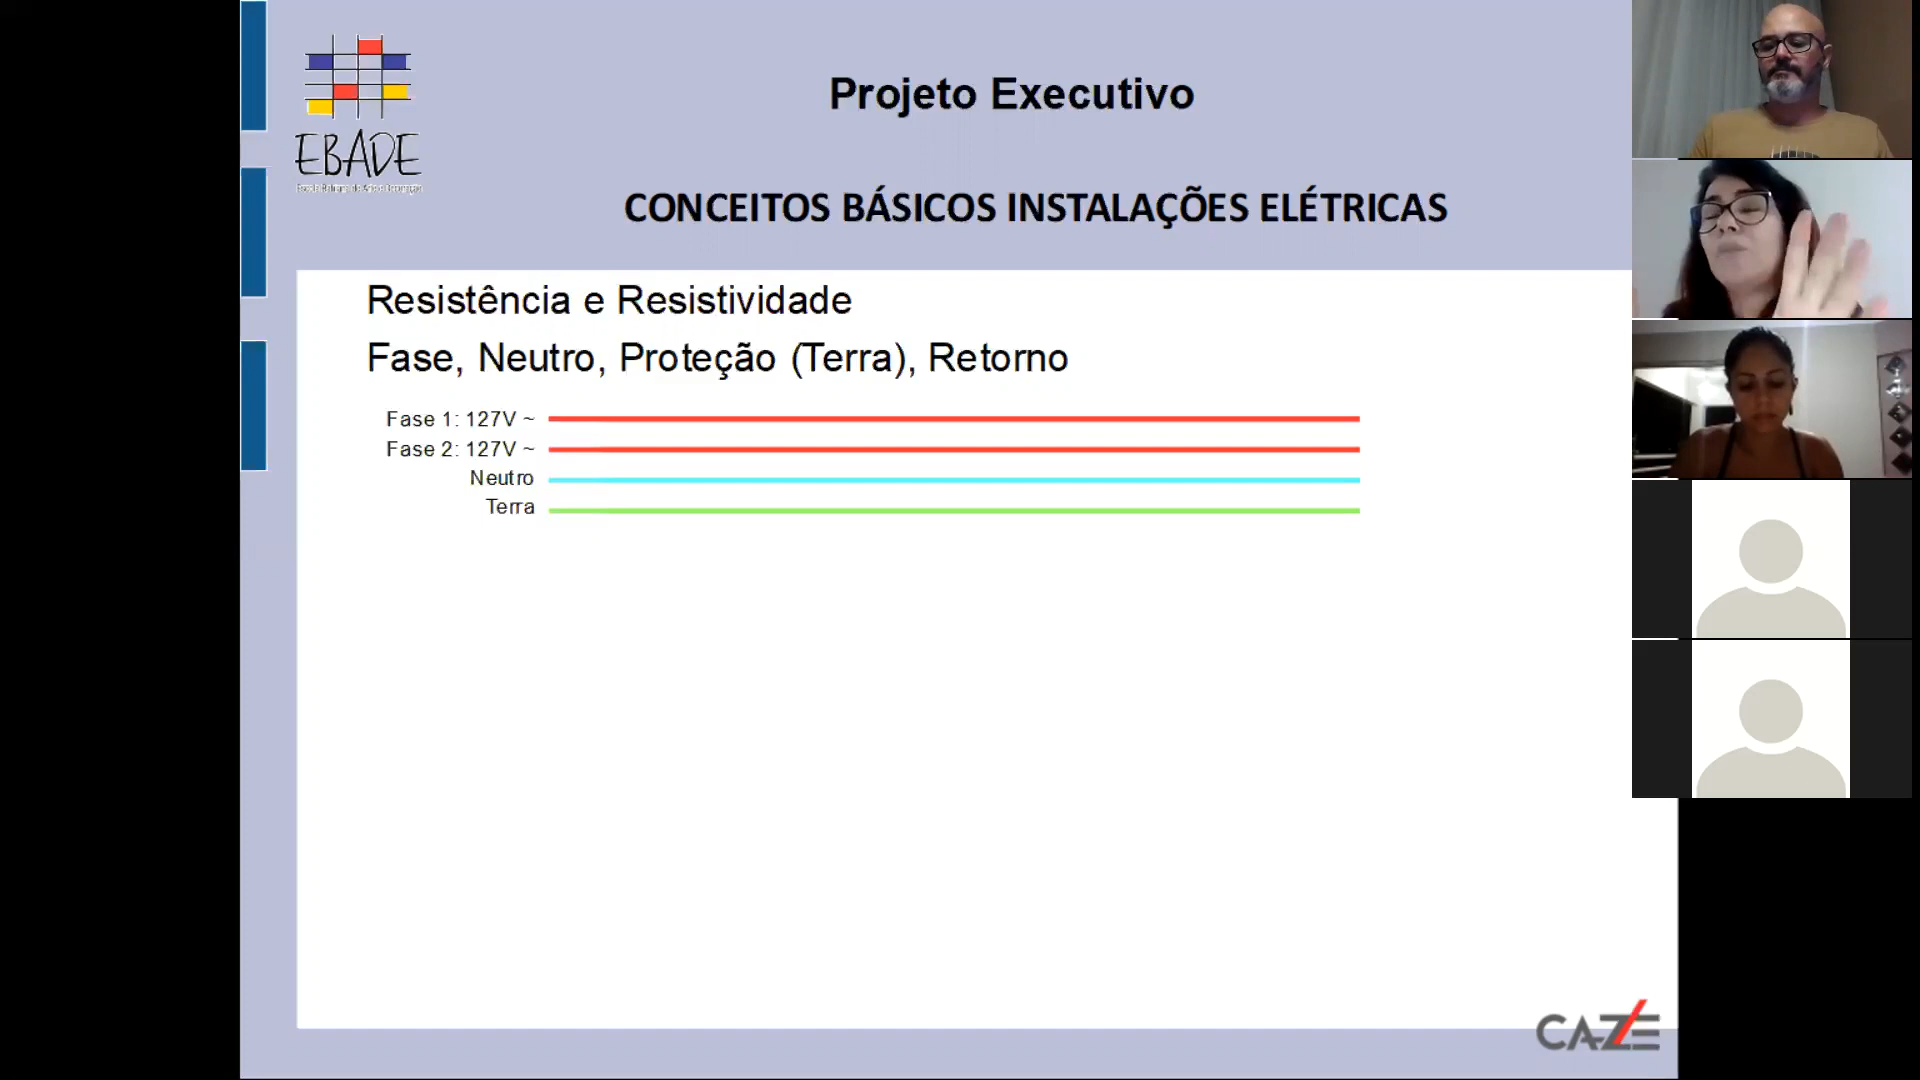 Projeto Executivo
EBADE
CONCEITOS BÁSICOS INSTALAÇÕES ELÉTRICAS
Resistência e Resistividade
Fase, Neutro, Proteção (Terra), Retorno
Fase 1: 127V ~
Fase 2: 127V ~
Neutro
Terra
CAZE